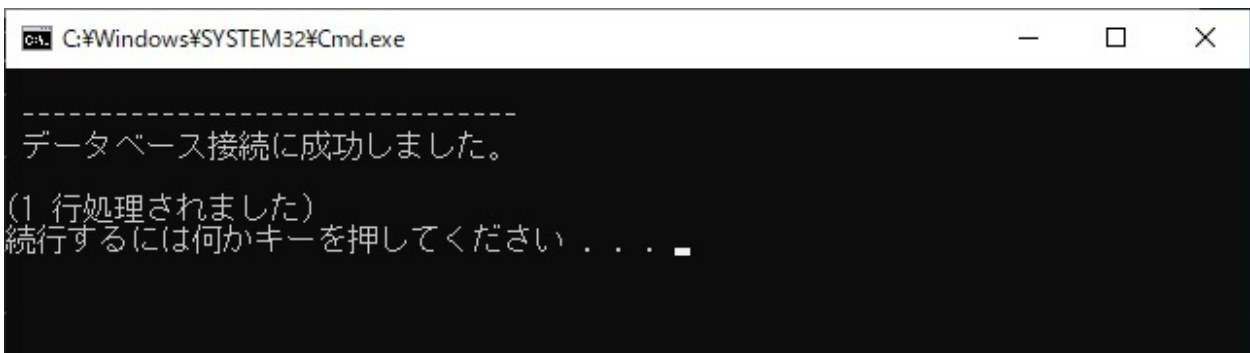 C:¥Windows¥SYSTEM32¥Cmd.exe
--------------------------------
データベース接続に成功しました。
(1 行処理されました)
続行するには何かキーを押してください . . .